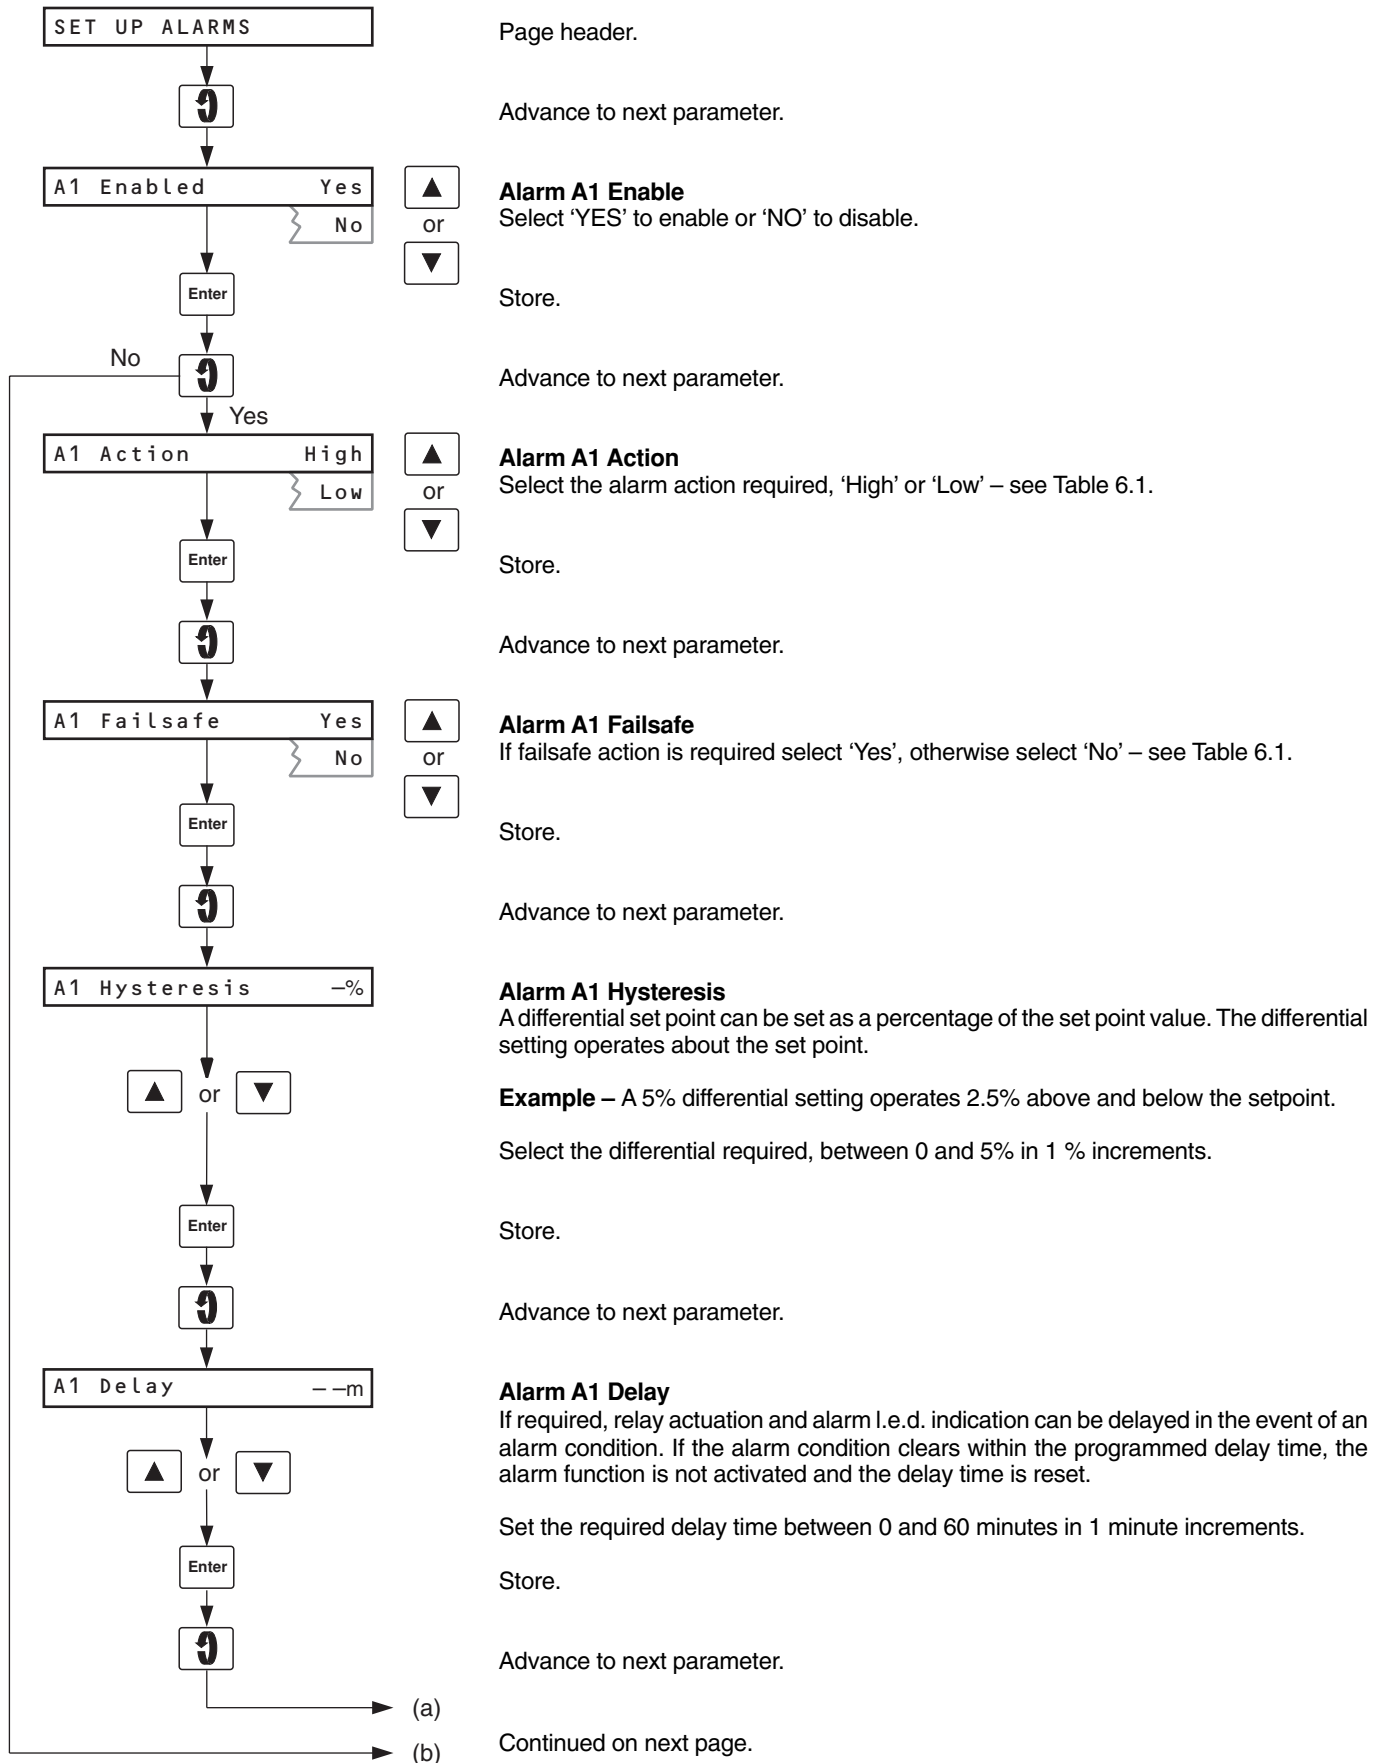 SET UP ALARMS
Page header.
Advance to next parameter.
A1 Enabled Yes
No
or
Alarm A1 Enable
Select ‘YES’ to enable or ‘NO’ to disable.
Enter
Store.
No
Advance to next parameter.
Yes
A1 Action High
Low
or
Alarm A1 Action
Select the alarm action required, ‘High’ or ‘Low’ – see Table 6.1.
Enter
Store.
Advance to next parameter.
A1 Failsafe Yes
No
or
Alarm A1 Failsafe
If failsafe action is required select ‘Yes’, otherwise select ‘No’ – see Table 6.1.
Enter
Store.
Advance to next parameter.
A1 Hysteresis –%
Alarm A1 Hysteresis
A differential set point can be set as a percentage of the set point value. The differential
setting operates about the set point.
or
Example – A 5% differential setting operates 2.5% above and below the setpoint.
Select the differential required, between 0 and 5% in 1 % increments.
Enter
Store.
Advance to next parameter.
A1 Delay – –m
Alarm A1 Delay
If required, relay actuation and alarm l.e.d. indication can be delayed in the event of an
alarm condition. If the alarm condition clears within the programmed delay time, the
alarm function is not activated and the delay time is reset.
or
Set the required delay time between 0 and 60 minutes in 1 minute increments.
Enter
Store.
Advance to next parameter.
(a)
Continued on next page.
(b)